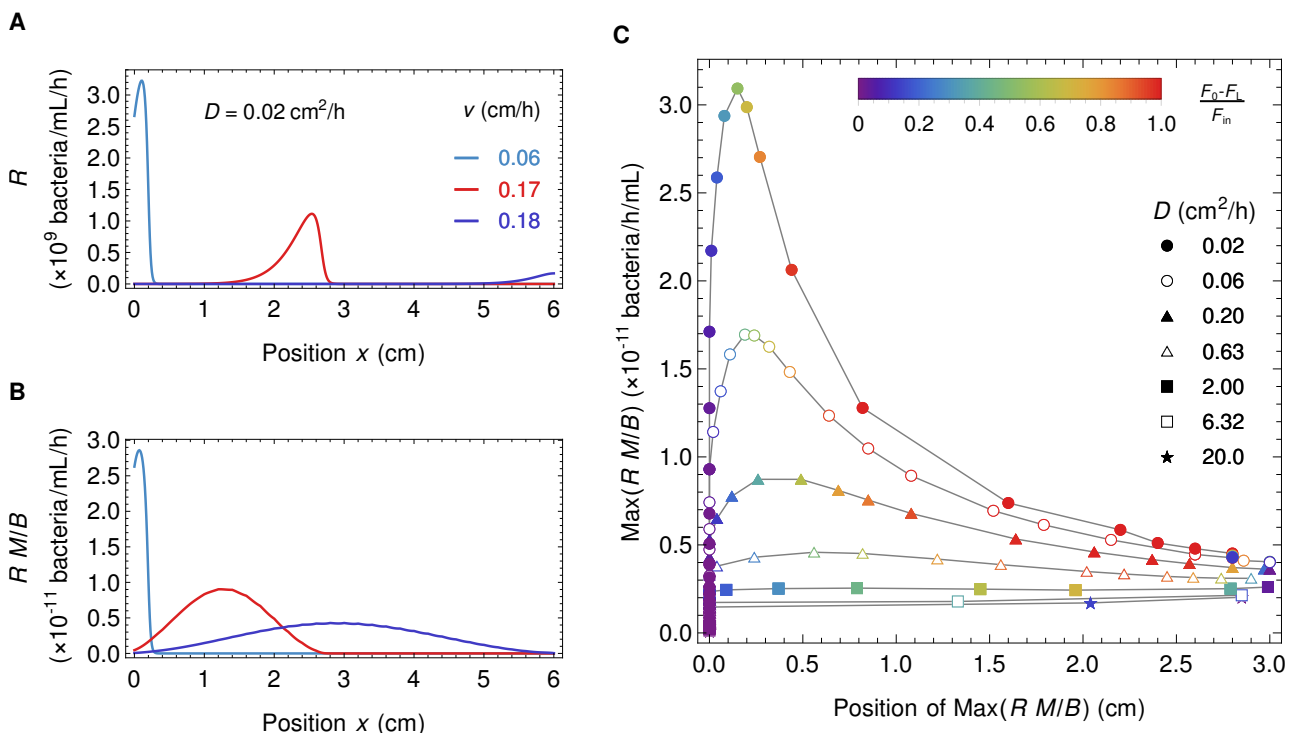 A
R
(×10⁹ bacteria/mL/h)
3.0
2.5
2.0
1.5
1.0
0.5
0.0
D = 0.02 cm²/h
v (cm/h)
0.06
0.17
0.18
0 1 2 3 4 5 6
Position x (cm)
B
R M/B
(×10⁻¹¹ bacteria/mL/h)
3.0
2.5
2.0
1.5
1.0
0.5
0.0
0 1 2 3 4 5 6
Position x (cm)
C
Max(R M/B) (×10⁻¹¹ bacteria/h/mL)
3.0
2.5
2.0
1.5
1.0
0.5
0.0
0 0.2 0.4 0.6 0.8 1.0
F₀-F_L
F_in
D (cm²/h)
0.02
0.06
0.20
0.63
2.00
6.32
20.0
0.0 0.5 1.0 1.5 2.0 2.5 3.0
Position of Max(R M/B) (cm)